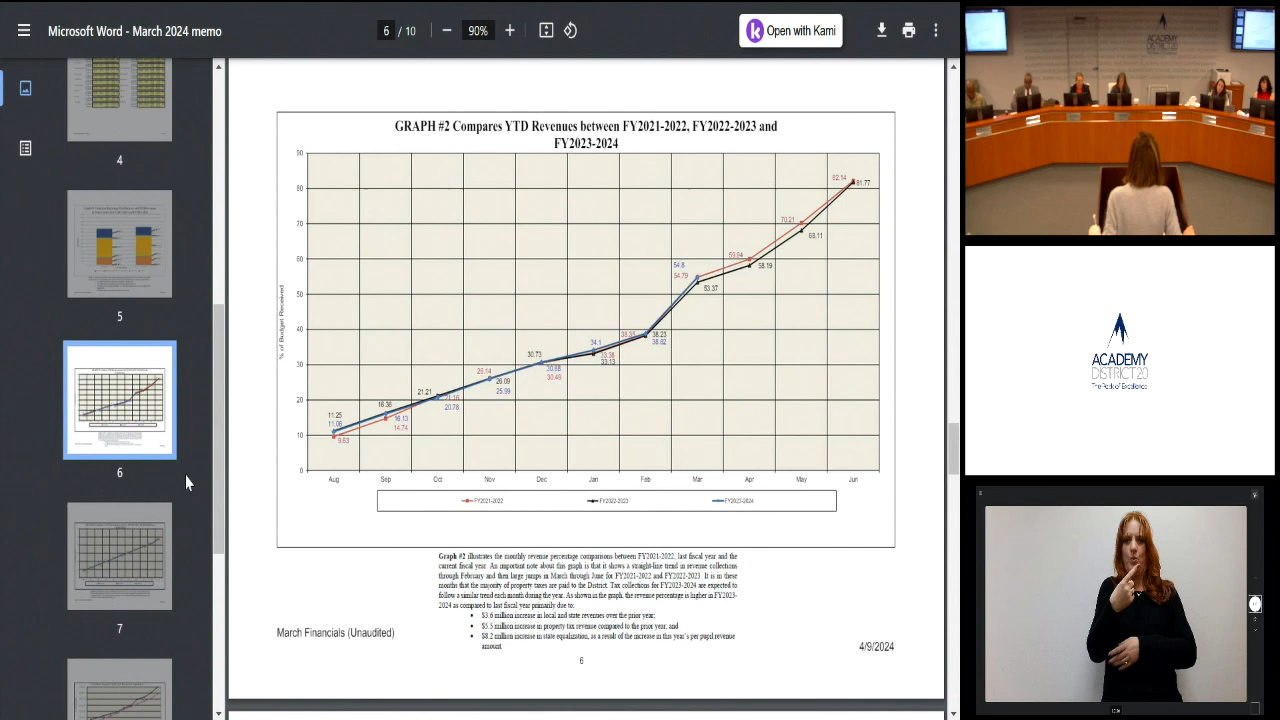 Microsoft Word - March 2024 memo
6 / 10
90%
Open with Kami
4
5
6
7
GRAPH #2 Compares YTD Revenues between FY2021-2022, FY2022-2023 and
FY2023-2024
% of Budget Received
90
80
70
60
50
40
30
20
10
0
11.25
11.06
9.63
16.36
16.13
14.74
21.21
21.16
20.78
26.14
26.09
25.99
30.73
30.88
30.49
34.1
33.38
33.13
38.35
38.23
38.82
54.8
54.79
53.37
59.94
58.19
70.21
68.11
82.14
81.77
Aug Sep Oct Nov Dec Jan Feb Mar Apr May Jun
FY2021-2022 FY2022-2023 FY2023-2024
Graph #2 illustrates the monthly revenue percentage comparisons between FY2021-2022, last fiscal year and the
current fiscal year. An important note about this graph is that it shows a straight-line trend in revenue collections
through February and then large jumps in March through June for FY2021-2022 and FY2022-2023. It is in these
months that the majority of property taxes are paid to the District. Tax collections for FY2023-2024 are expected to
follow a similar trend each month during the year. As shown in the graph, the revenue percentage is higher in FY2023-
2024 as compared to last fiscal year primarily due to:
• $3.6 million increase in local and state revenues over the prior year;
• $5.5 million increase in property tax revenue compared to the prior year; and
• $8.2 million increase in state equalization, as a result of the increase in this year's per pupil revenue
amount.
March Financials (Unaudited)
4/9/2024
6
ACADEMY
DISTRICT 20
ACADEMY
DISTRICT20
The Peak of Excellence